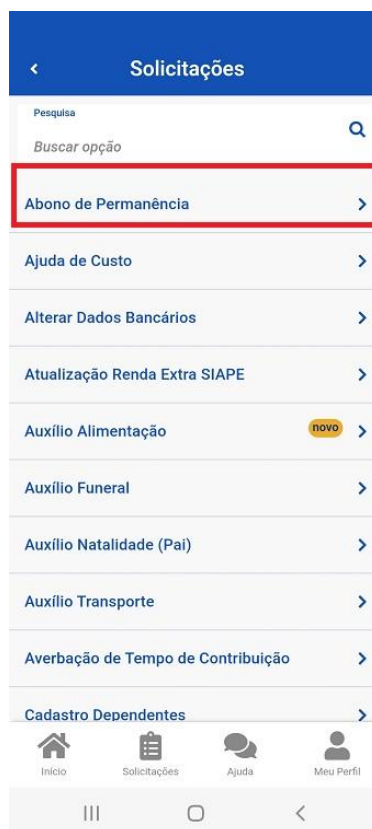 Solicitações
Pesquisa
Buscar opção
Abono de Permanência
Ajuda de Custo
Alterar Dados Bancários
Atualização Renda Extra SIAPE
Auxílio Alimentação novo
Auxílio Funeral
Auxílio Natalidade (Pai)
Auxílio Transporte
Averbação de Tempo de Contribuição
Cadastro Dependentes
Início Solicitações Ajuda Meu Perfil